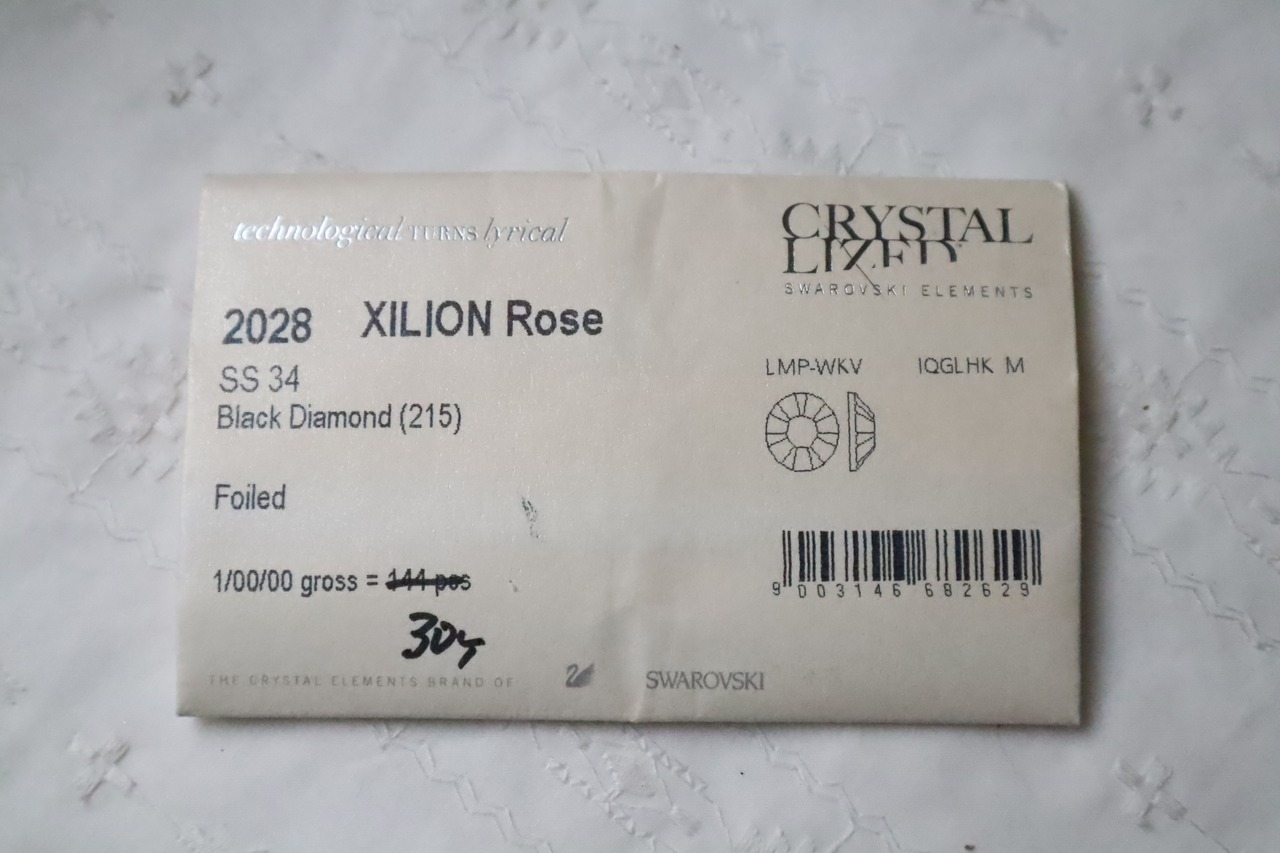 technological TURNS lyrical
CRYSTAL
LIZED
SWAROVSKI ELEMENTS
2028 XILION Rose
SS 34
Black Diamond (215)
LMP-WKV IQGLHK M
Foiled
1/00/00 gross = 144 pcs
9 003146 682629
THE CRYSTAL ELEMENTS BRAND OF SWAROVSKI